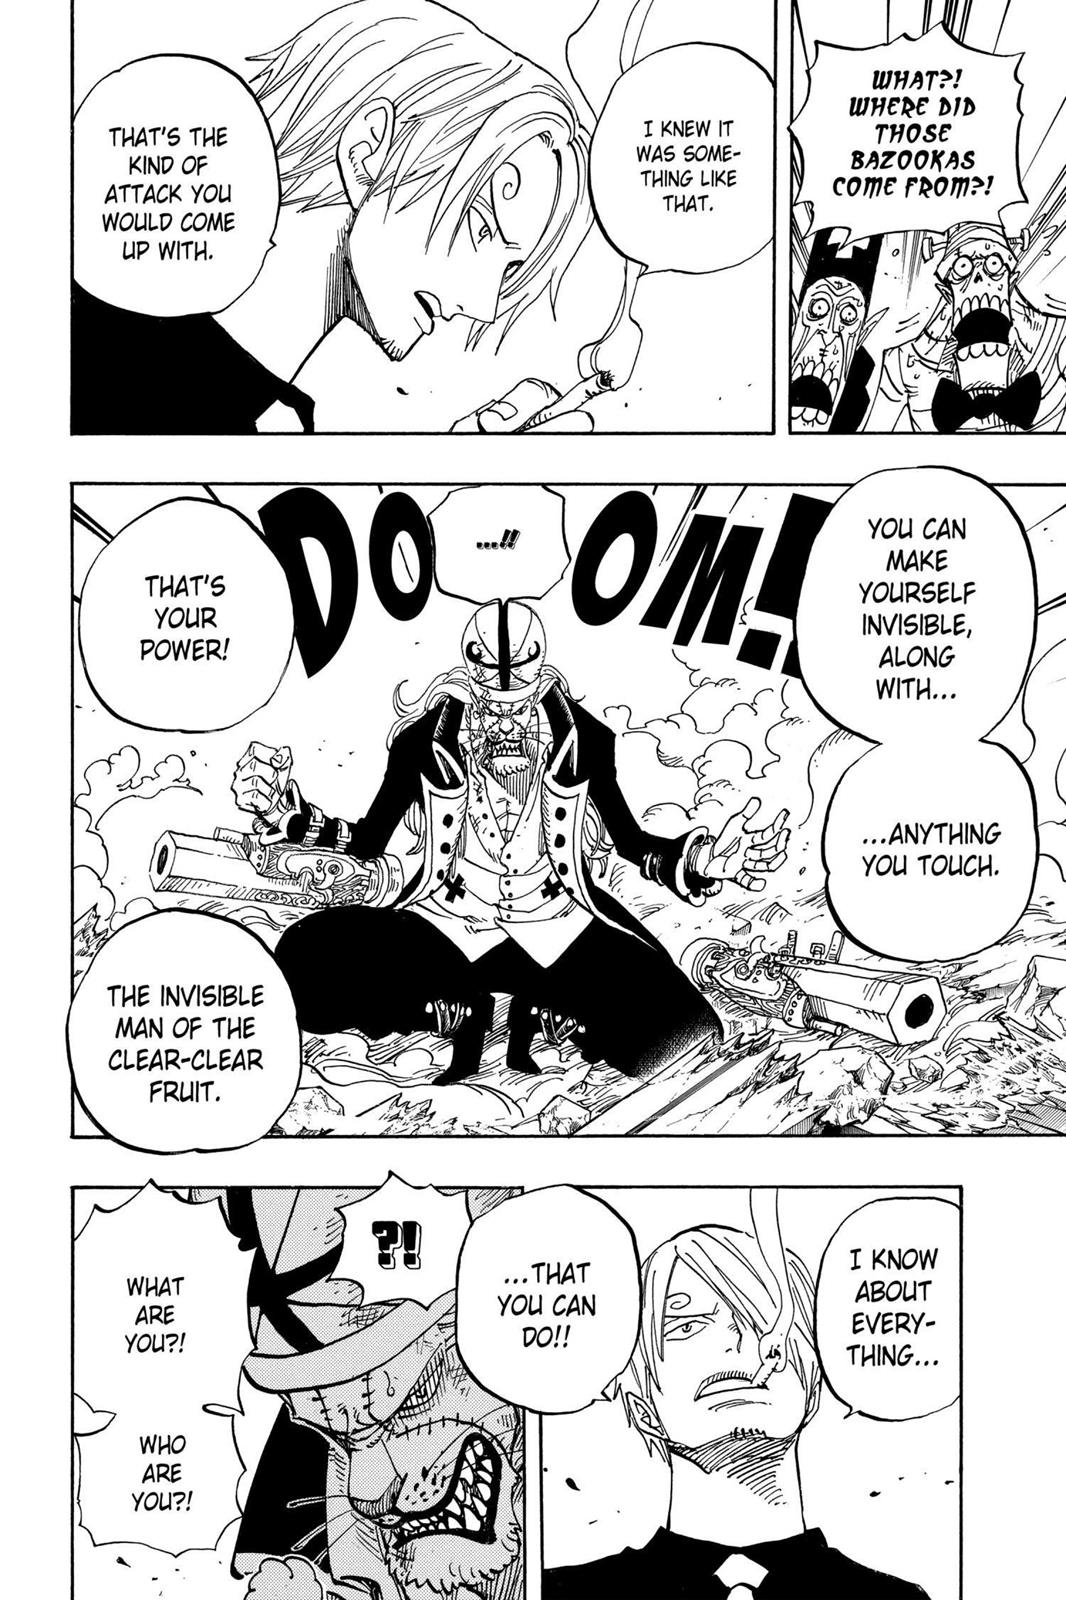 WHAT?!
WHERE DID
THOSE
BAZOOKAS
COME FROM?!
I KNEW IT
WAS SOME-
THING LIKE
THAT.
THAT'S THE
KIND OF
ATTACK YOU
WOULD COME
UP WITH.
YOU CAN
MAKE
YOURSELF
INVISIBLE,
ALONG
WITH...
...ANYTHING
YOU TOUCH.
DOOM!!
...!!
THAT'S
YOUR
POWER!
THE INVISIBLE
MAN OF THE
CLEAR-CLEAR
FRUIT.
I KNOW
ABOUT
EVERY-
THING...
...THAT
YOU CAN
DO!!
?!
WHAT
ARE
YOU?!
WHO
ARE
YOU?!